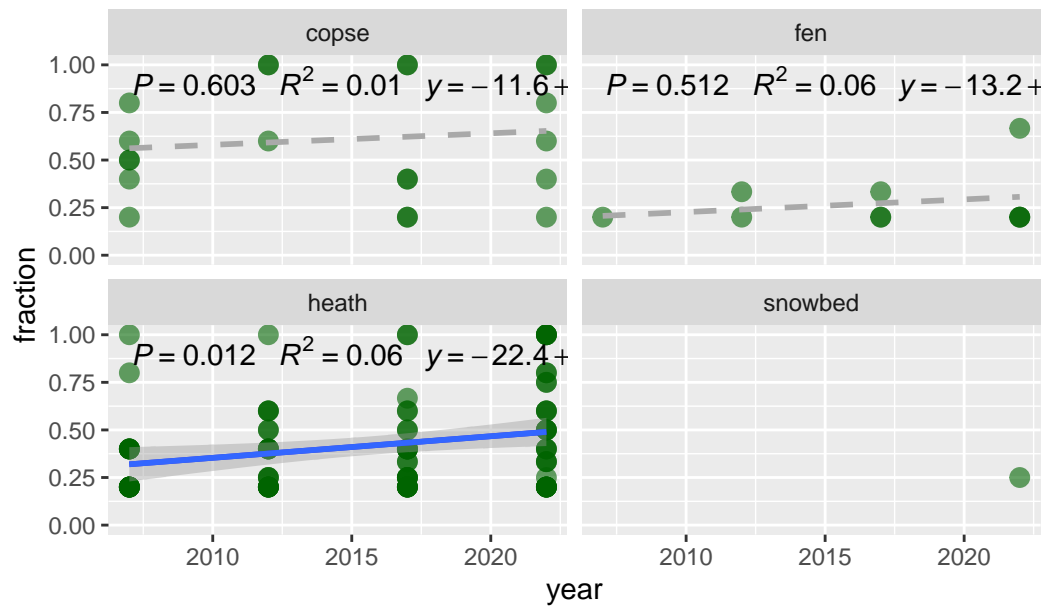 copse
fen
P = 0.603 R² = 0.01 y = −11.6 +
P = 0.512 R² = 0.06 y = −13.2 +
1.00
0.75
0.50
0.25
0.00
heath
snowbed
P = 0.012 R² = 0.06 y = −22.4 +
1.00
0.75
0.50
0.25
0.00
fraction
2010 2015 2020
2010 2015 2020
year